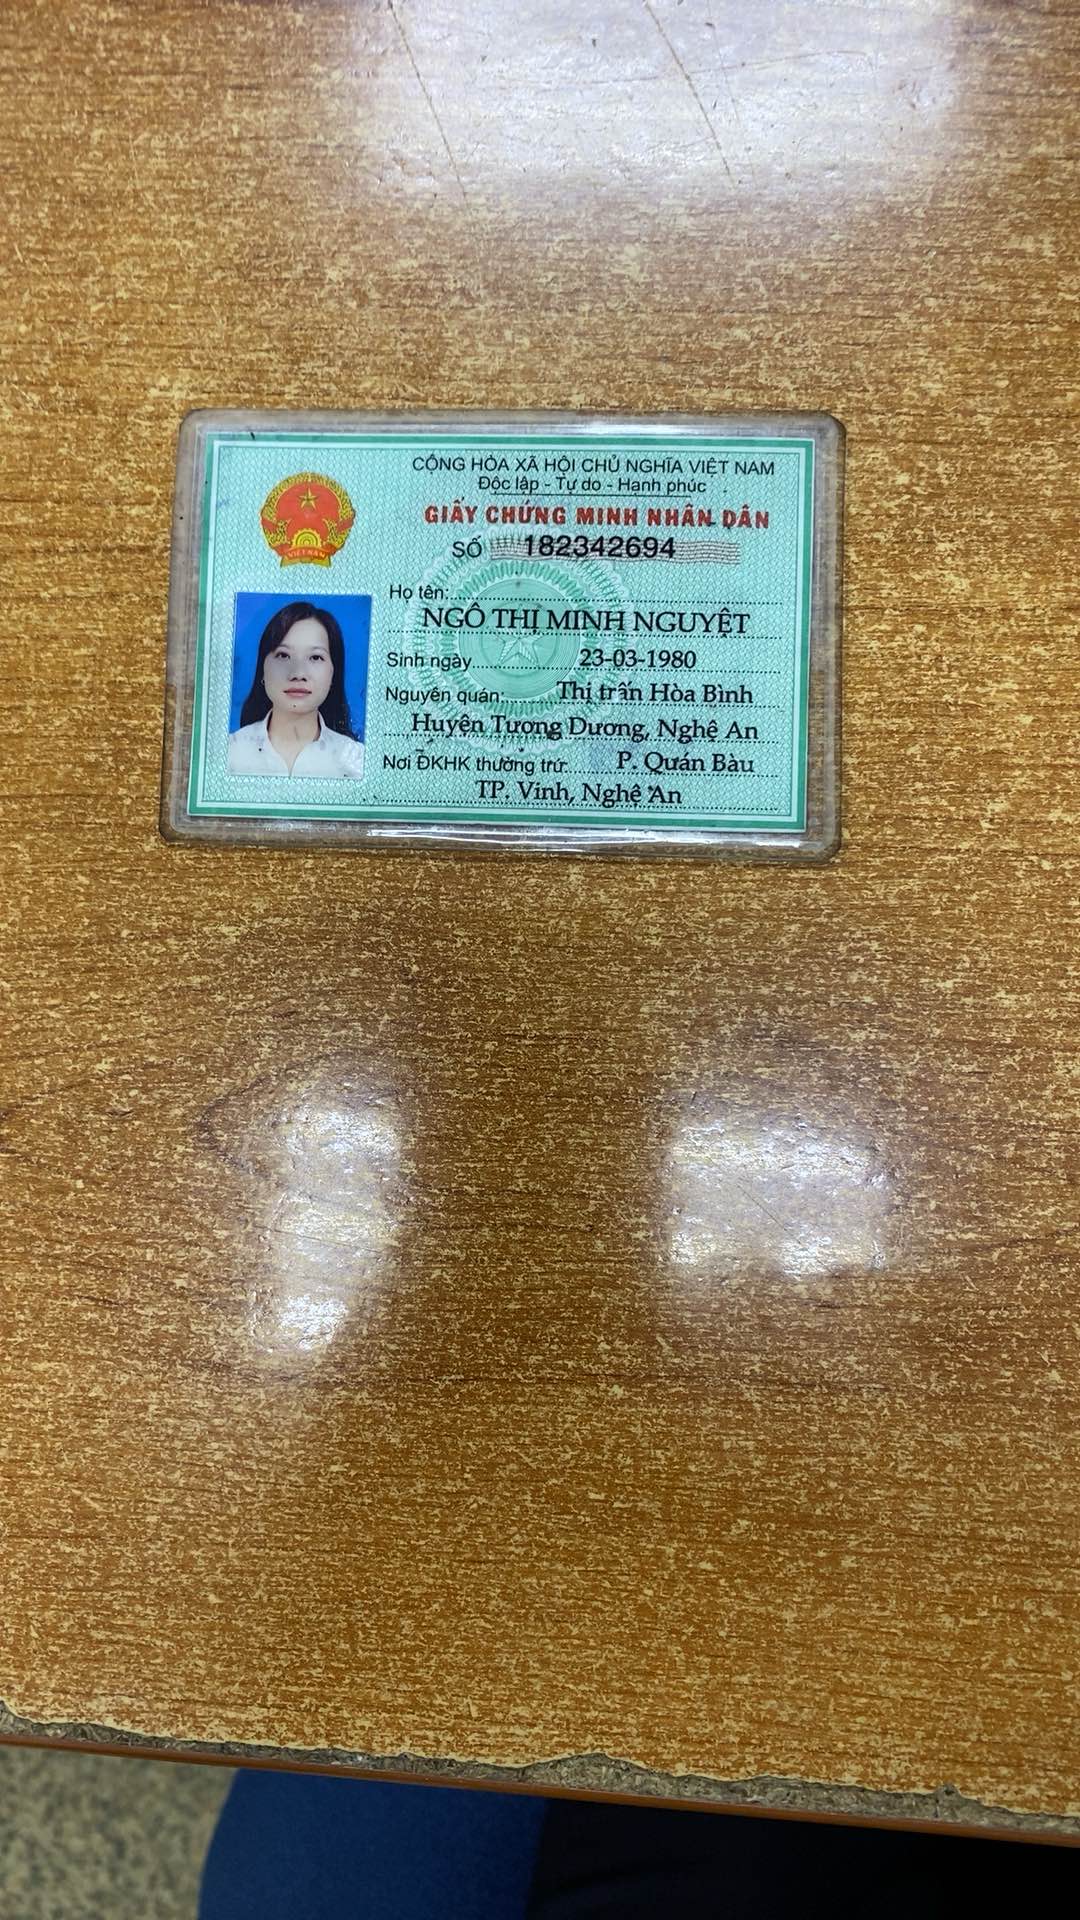 CỘNG HÒA XÃ HỘI CHỦ NGHĨA VIỆT NAM
Độc lập - Tự do - Hạnh phúc
GIẤY CHỨNG MINH NHÂN DÂN
SỐ 182342694
VIỆT NAM
Họ tên:
NGÔ THỊ MINH NGUYỆT
Sinh ngày 23-03-1980
Nguyên quán: Thị trấn Hòa Bình
Huyện Tương Dương, Nghệ An
Nơi ĐKHK thường trú: P. Quán Bàu
TP. Vinh, Nghệ An